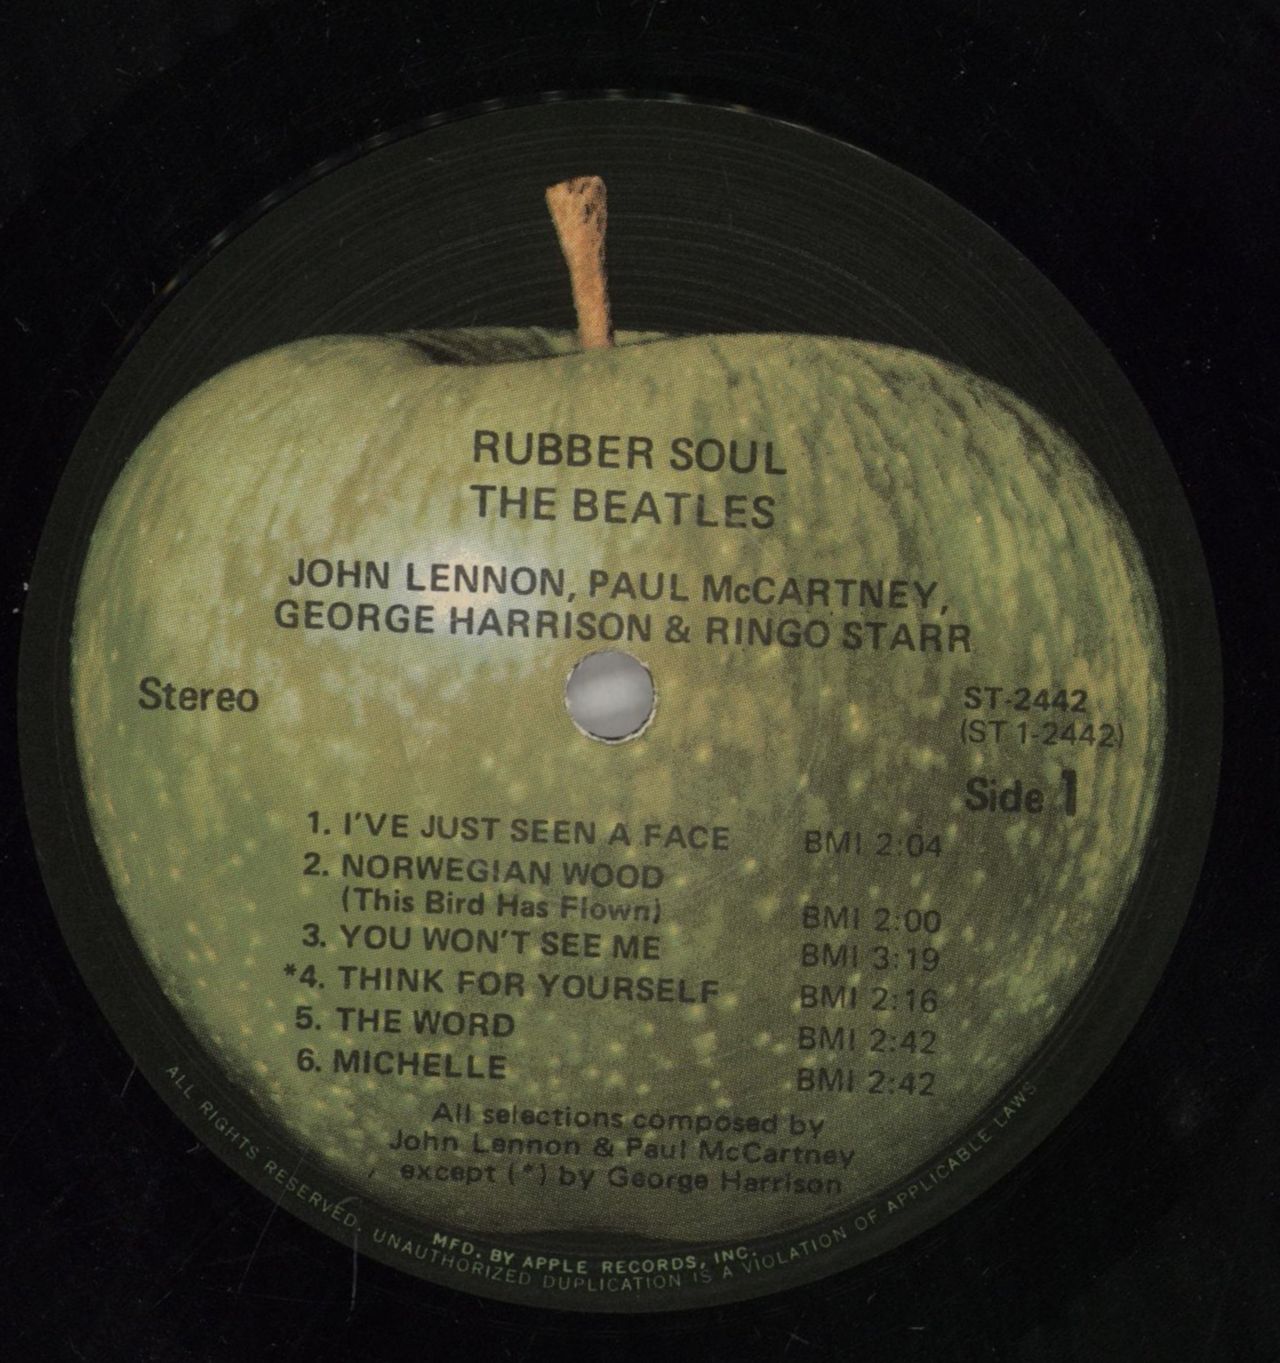 RUBBER SOUL
THE BEATLES
JOHN LENNON, PAUL McCARTNEY,
GEORGE HARRISON & RINGO STARR
Stereo
ST-2442
(ST 1-2442)
Side 1
1. I'VE JUST SEEN A FACE BMI 2:04
2. NORWEGIAN WOOD
(This Bird Has Flown) BMI 2:00
3. YOU WON'T SEE ME BMI 3:19
*4. THINK FOR YOURSELF BMI 2:16
5. THE WORD BMI 2:42
6. MICHELLE BMI 2:42
All selections composed by
John Lennon & Paul McCartney
except (*) by George Harrison
MFD. BY APPLE RECORDS, INC.
ALL RIGHTS RESERVED. UNAUTHORIZED DUPLICATION IS A VIOLATION OF APPLICABLE LAWS